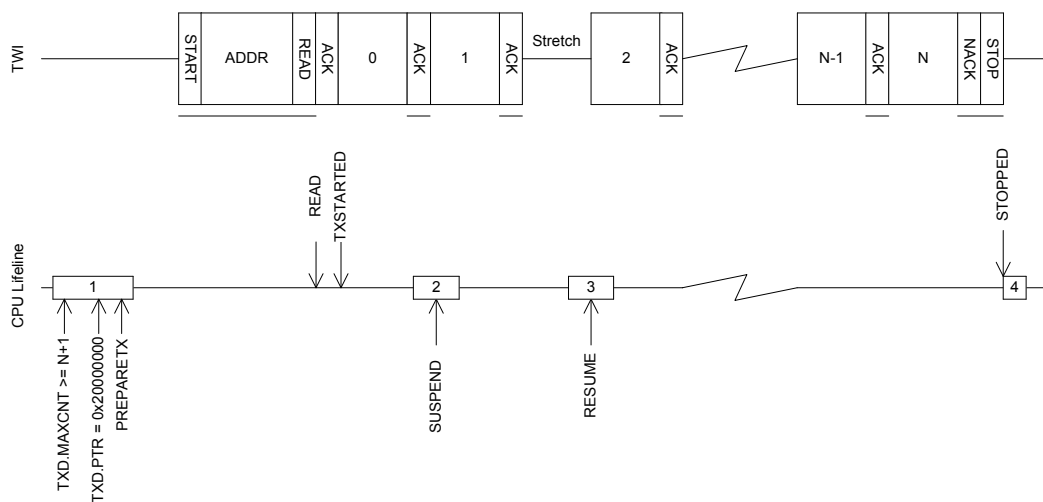 TWI
START
ADDR
READ
ACK
0
ACK
1
ACK
Stretch
2
ACK
N-1
ACK
N
NACK
STOP
READ
TXSTARTED
STOPPED
CPU Lifeline
1
2
3
4
TXD.MAXCNT >= N+1
TXD.PTR = 0x20000000
PREPARETX
SUSPEND
RESUME